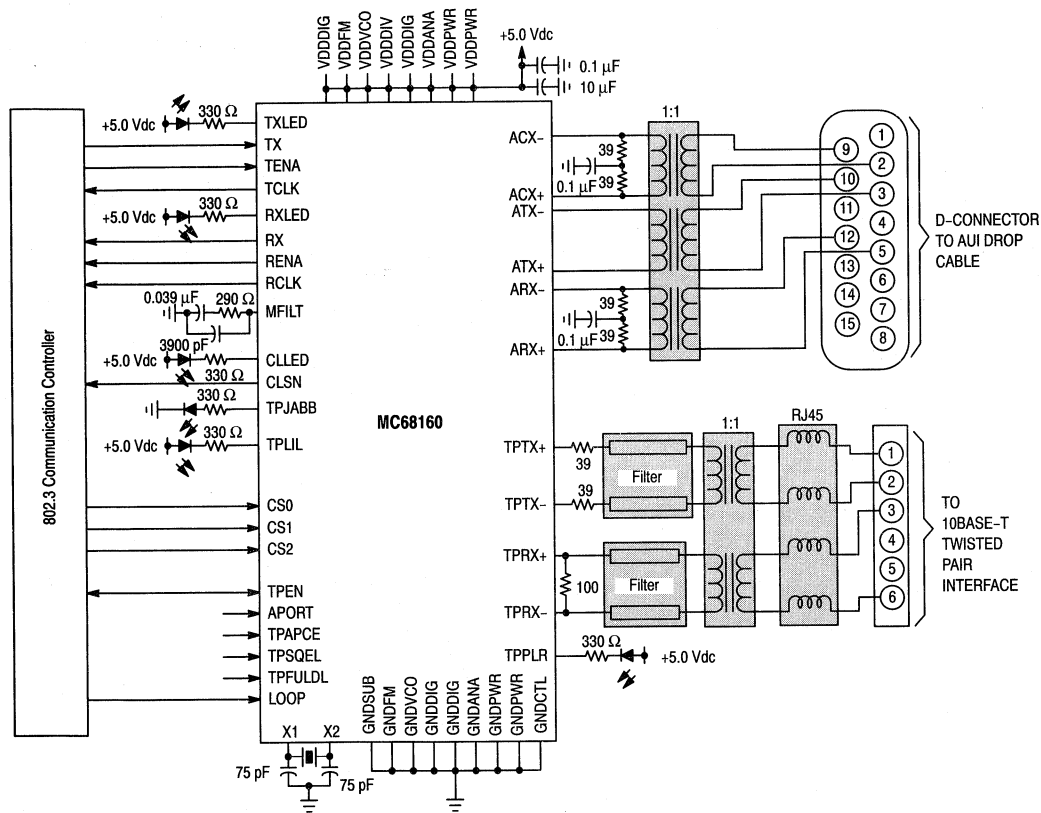 VDDDIG
VDDFM
VDDVCO
VDDDIV
VDDDIG
VDDANA
VDDPWR
VDDPWR
+5.0 Vdc
0.1 µF
10 µF
802.3 Communication Controller
MC68160
+5.0 Vdc
330 Ω
TXLED
TX
TENA
TCLK
+5.0 Vdc
330 Ω
RXLED
RX
RENA
RCLK
0.039 µF
290 Ω
MFILT
3900 pF
+5.0 Vdc
330 Ω
CLLED
CLSN
330 Ω
TPJABB
+5.0 Vdc
330 Ω
TPLIL
CS0
CS1
CS2
TPEN
APORT
TPAPCE
TPSQEL
TPFULDL
LOOP
X1
X2
75 pF
75 pF
GNDSUB
GNDFM
GNDVCO
GNDDIG
GNDDIG
GNDANA
GNDPWR
GNDPWR
GNDCTL
ACX–
ACX+
ATX–
ATX+
ARX–
ARX+
39
0.1 µF
39
39
0.1 µF
39
1:1
1
2
3
4
5
6
7
8
9
10
11
12
13
14
15
D-CONNECTOR
TO AUI DROP
CABLE
TPTX+
39
TPTX–
39
Filter
TPRX+
100
TPRX–
Filter
1:1
RJ45
1
2
3
4
5
6
TO
10BASE–T
TWISTED
PAIR
INTERFACE
TPPLR
330 Ω
+5.0 Vdc